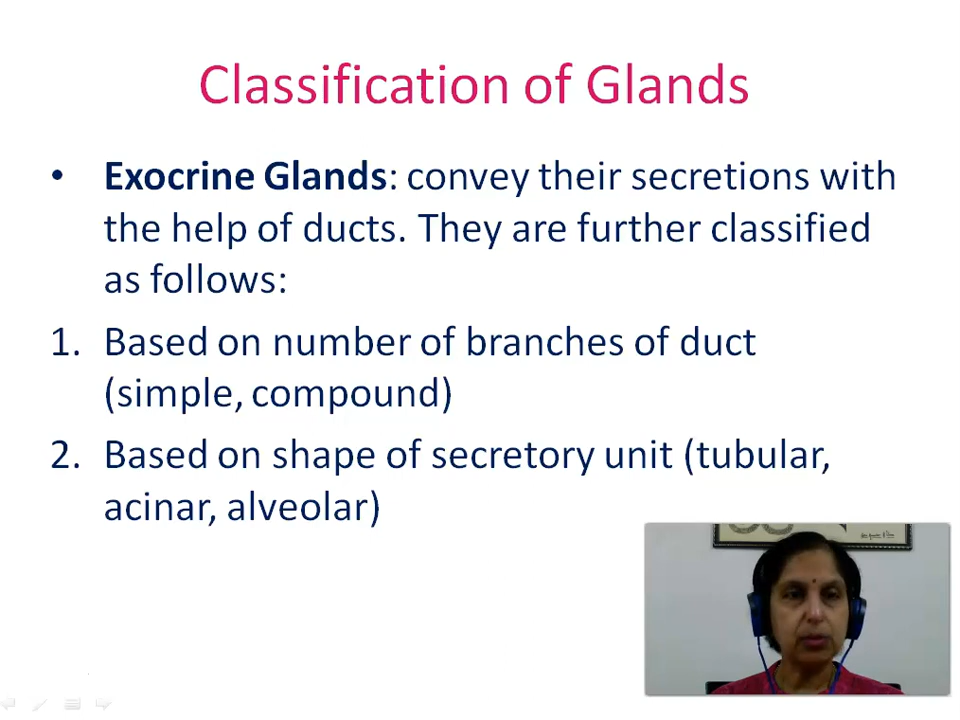 Classification of Glands
• Exocrine Glands: convey their secretions with
the help of ducts. They are further classified
as follows:
1. Based on number of branches of duct
(simple, compound)
2. Based on shape of secretory unit (tubular,
acinar, alveolar)